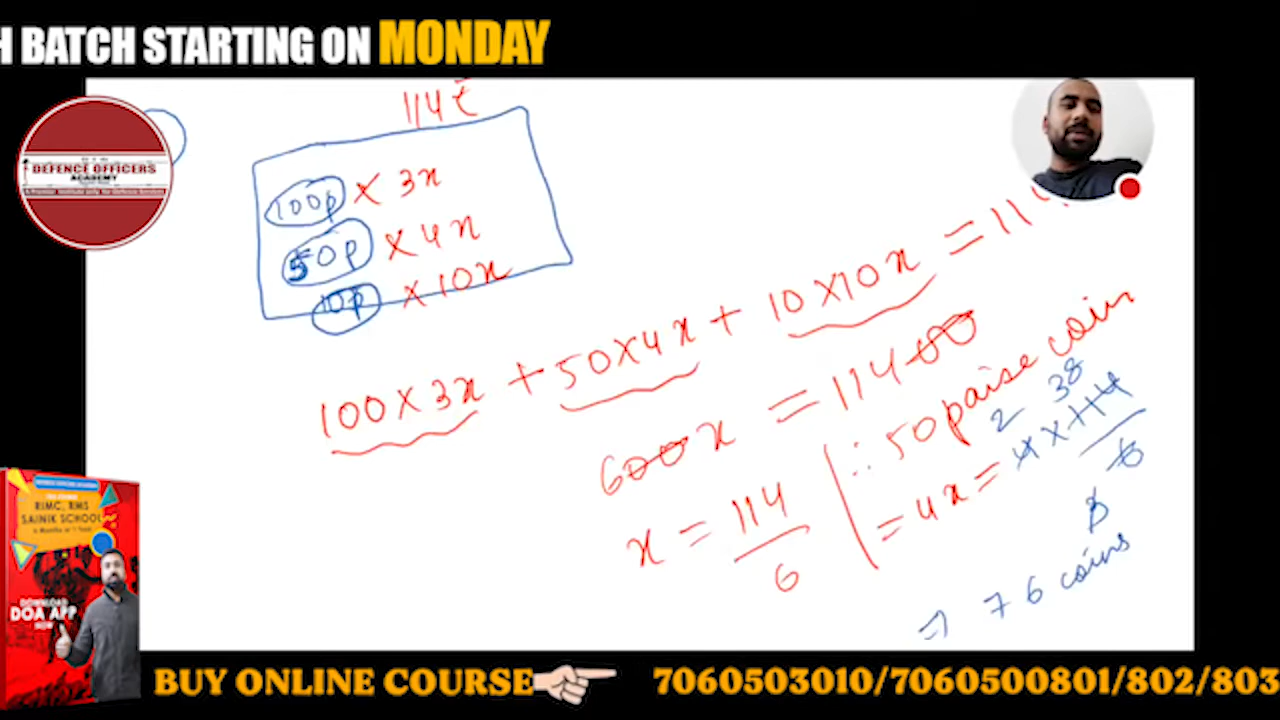 H BATCH STARTING ON MONDAY
114₹
DEFENCE OFFICERS
ACADEMY
100p × 3x
50p × 4x
10p × 10x
100×3x + 50×4x + 10×10x = 114
600x = 11400
x = 114/6
∴ 50 paise coin
= 4x = 4×114/6
2 38
3
⇒ 76 coins
RIMC, RMS
SAINIK SCHOOL
DOWNLOAD
DOA APP
NOW
BUY ONLINE COURSE
7060503010/7060500801/802/803